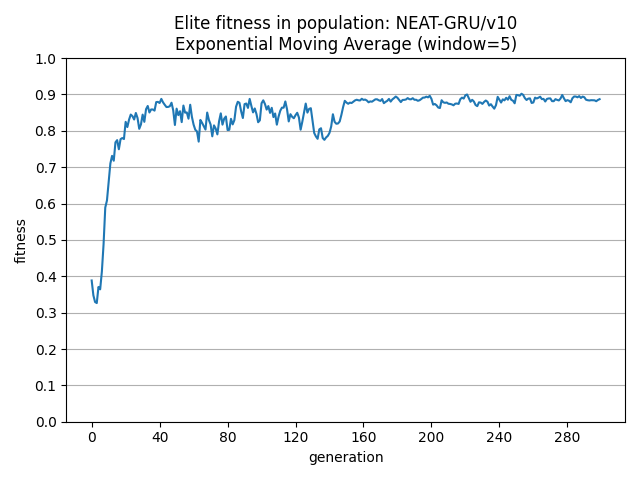 Elite fitness in population: NEAT-GRU/v10
Exponential Moving Average (window=5)
1.0
0.9
0.8
0.7
0.6
0.5
0.4
0.3
0.2
0.1
0.0
fitness
0 40 80 120 160 200 240 280
generation